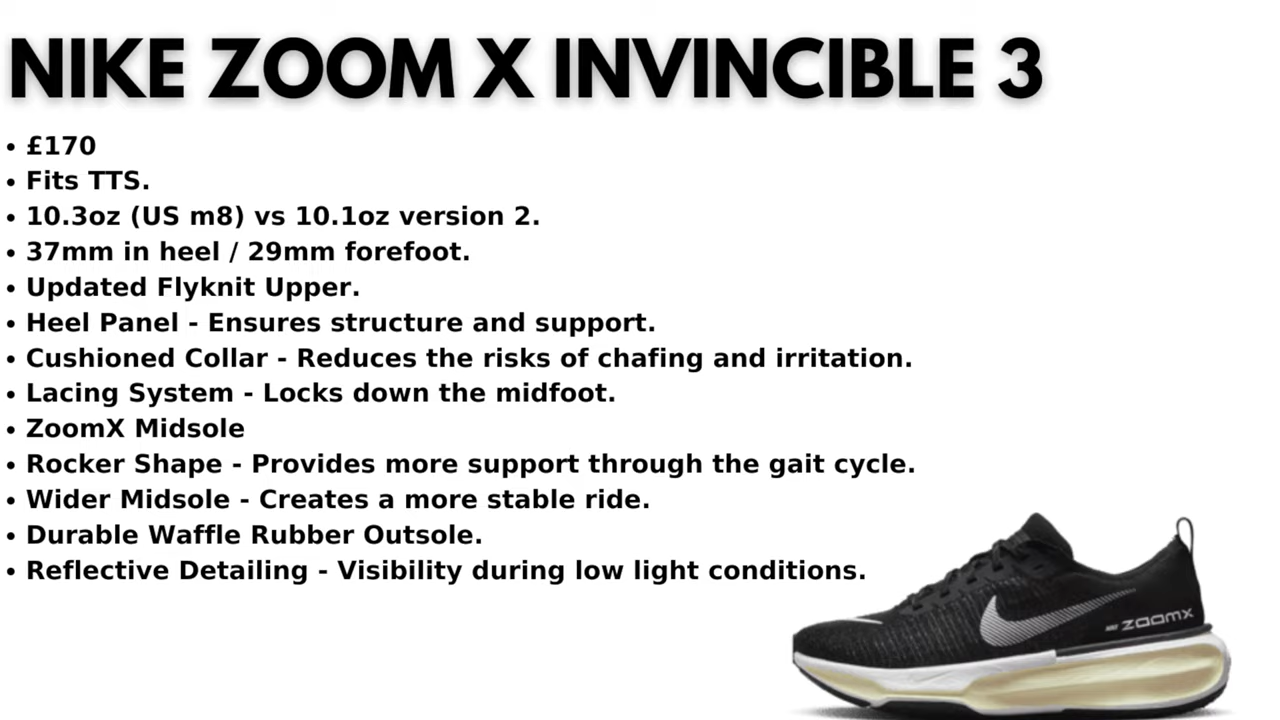 NIKE ZOOM X INVINCIBLE 3
• £170
• Fits TTS.
• 10.3oz (US m8) vs 10.1oz version 2.
• 37mm in heel / 29mm forefoot.
• Updated Flyknit Upper.
• Heel Panel - Ensures structure and support.
• Cushioned Collar - Reduces the risks of chafing and irritation.
• Lacing System - Locks down the midfoot.
• ZoomX Midsole
• Rocker Shape - Provides more support through the gait cycle.
• Wider Midsole - Creates a more stable ride.
• Durable Waffle Rubber Outsole.
• Reflective Detailing - Visibility during low light conditions.
NIKE ZOOMX